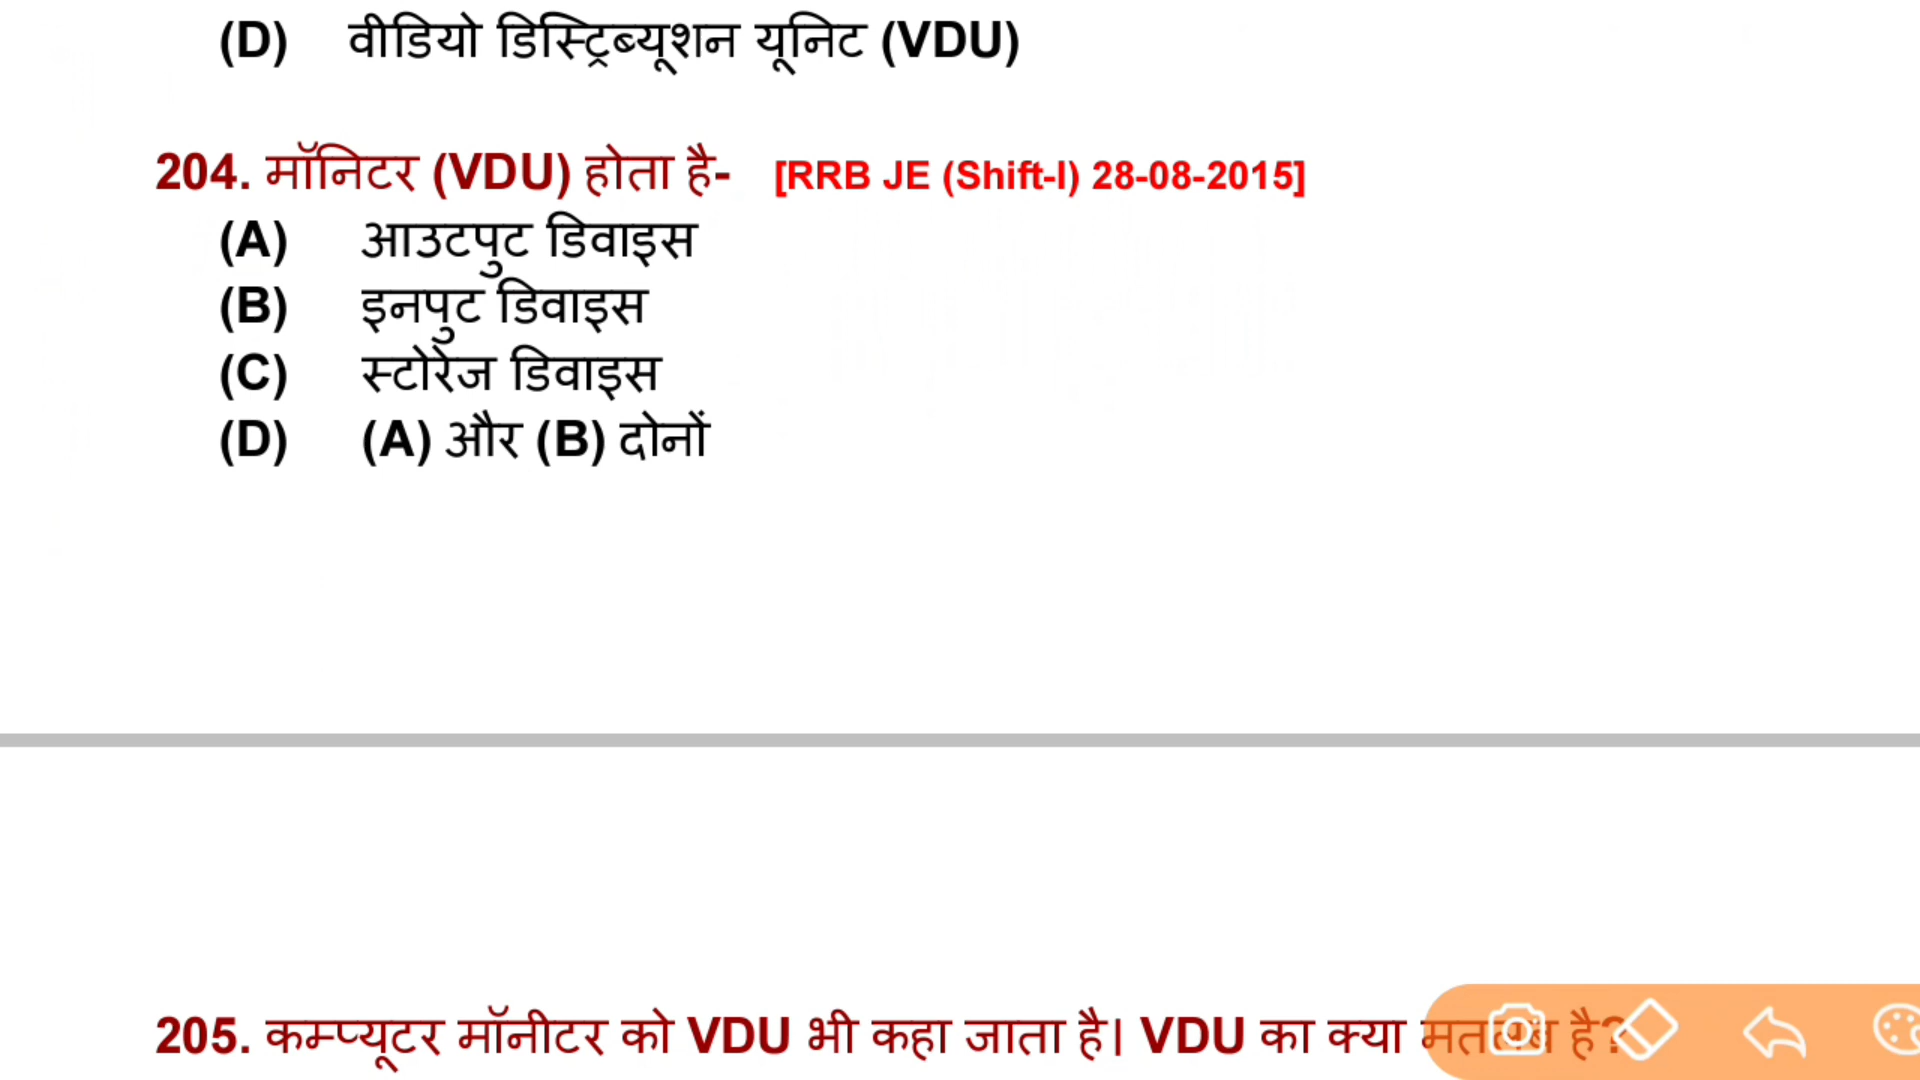 (D) वीडियो डिस्ट्रिब्यूशन यूनिट (VDU)
204. मॉनिटर (VDU) होता है- [RRB JE (Shift-I) 28-08-2015]
(A) आउटपुट डिवाइस
(B) इनपुट डिवाइस
(C) स्टोरेज डिवाइस
(D) (A) और (B) दोनों
205. कम्प्यूटर मॉनीटर को VDU भी कहा जाता है। VDU का क्या मतलब है?